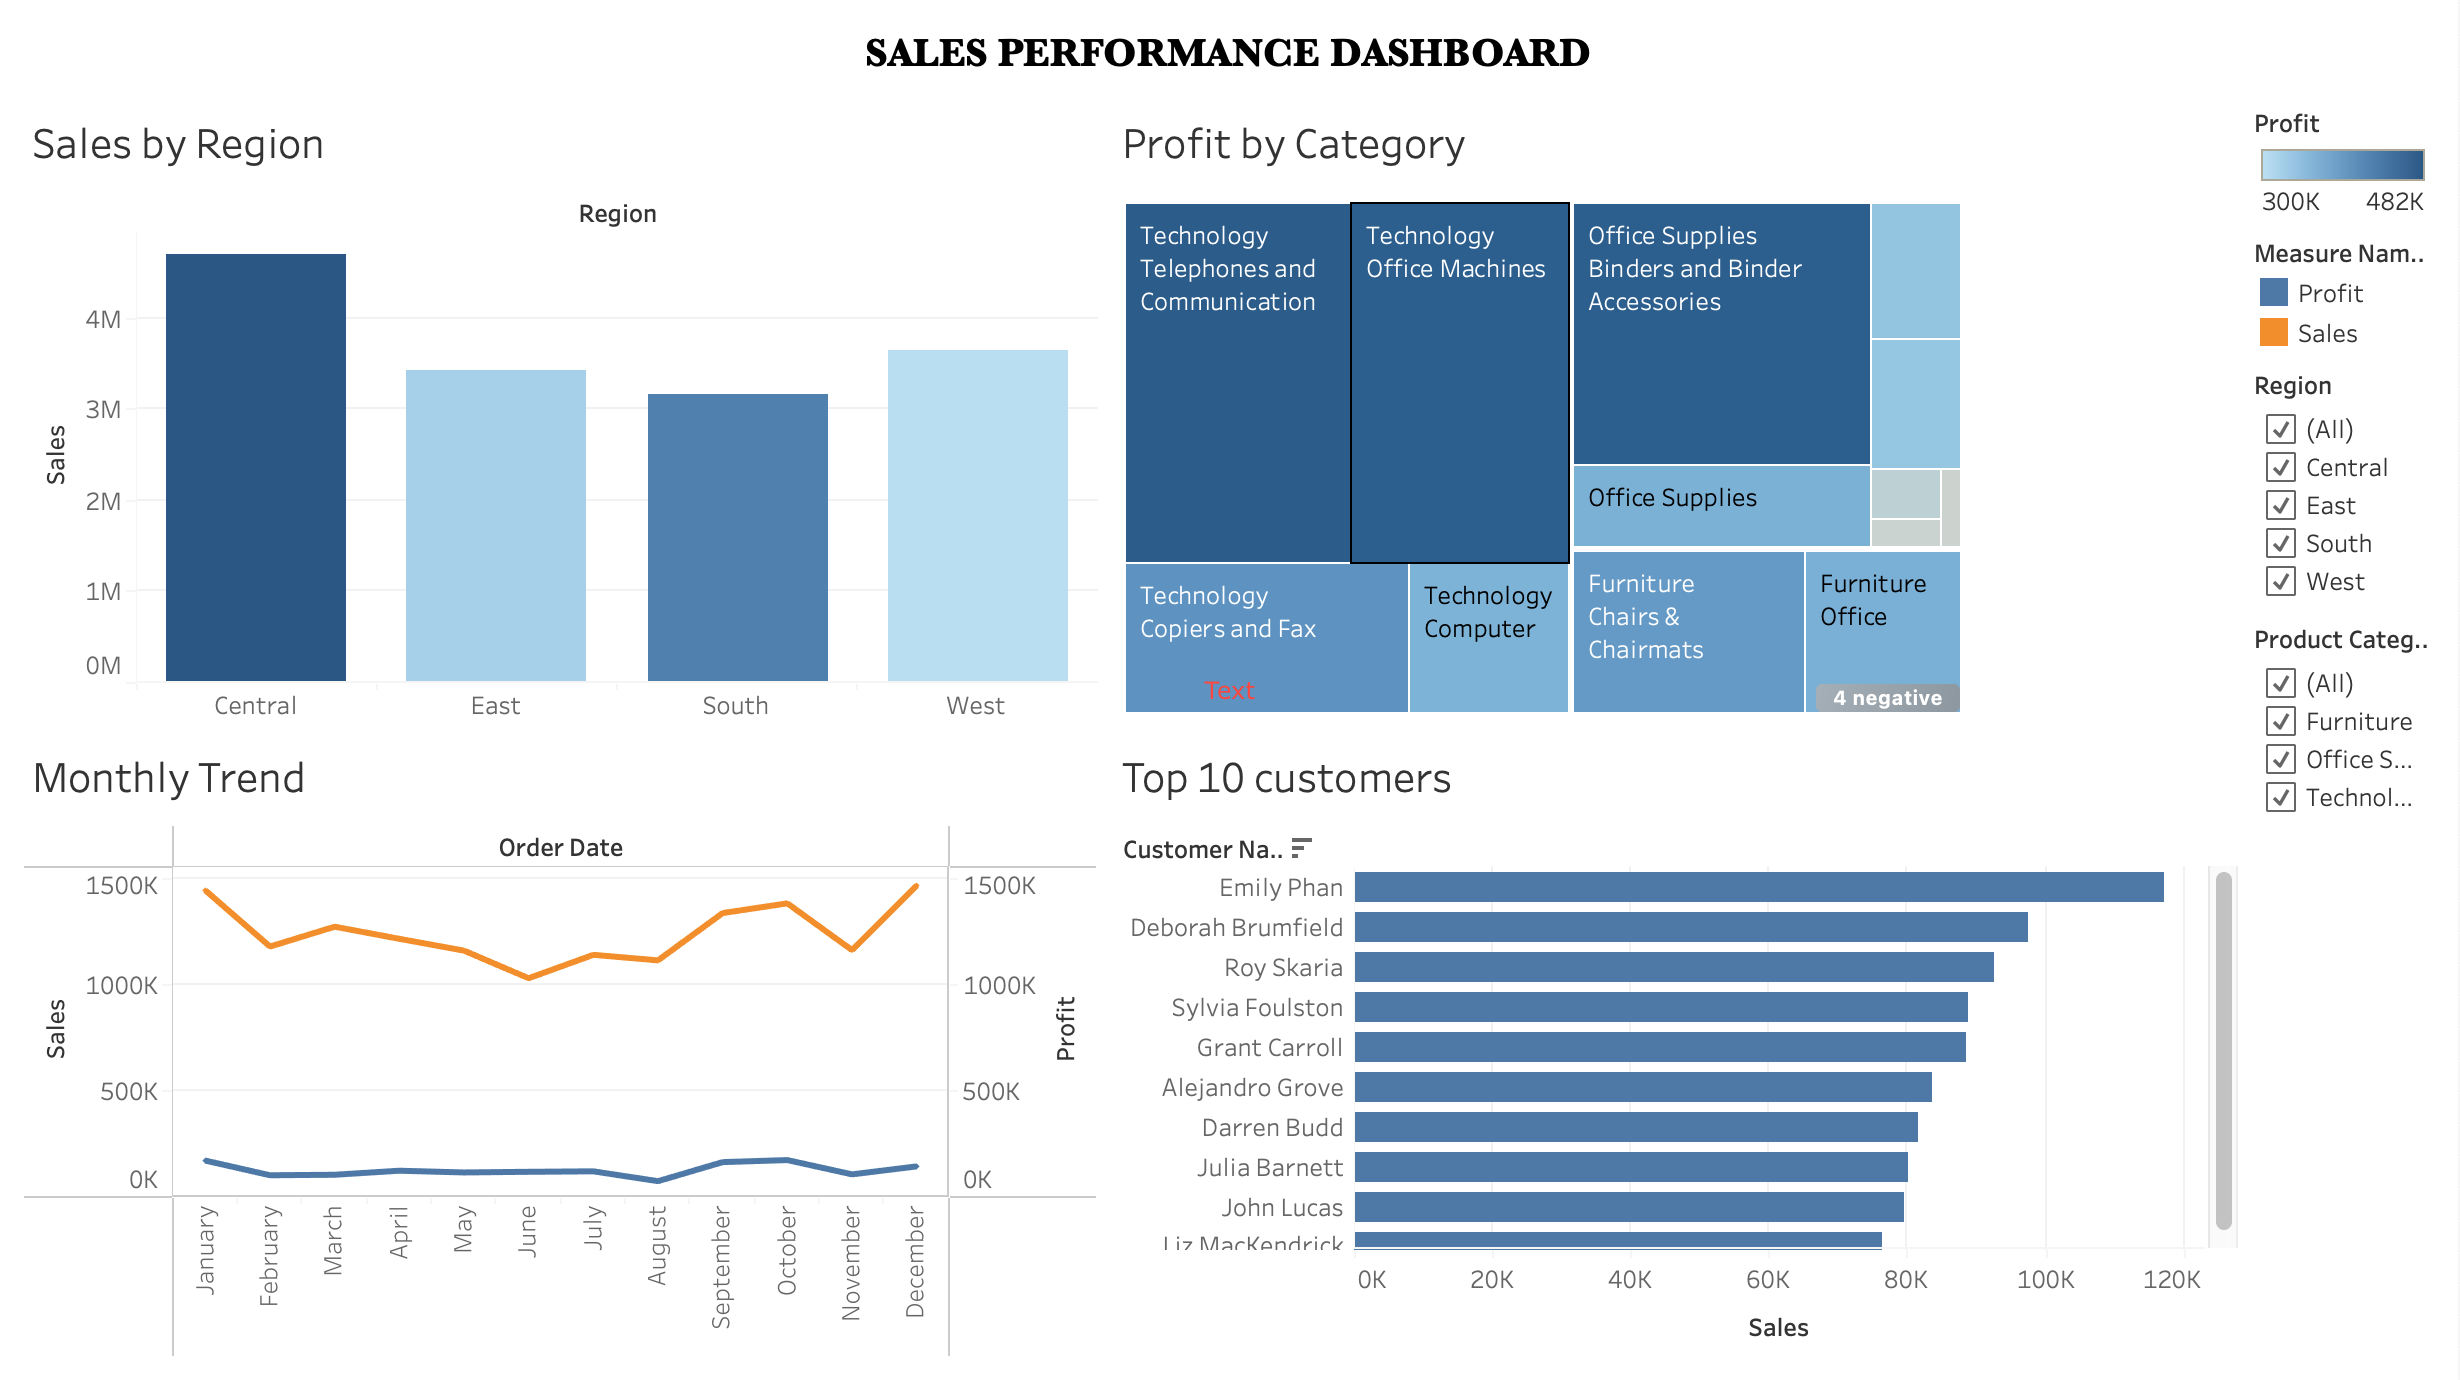 SALES PERFORMANCE DASHBOARD
Sales by Region
Region
Sales
4M
3M
2M
1M
0M
Central
East
South
West
Profit by Category
Technology
Telephones and
Communication
Technology
Office Machines
Office Supplies
Binders and Binder
Accessories
Office Supplies
Technology
Copiers and Fax
Text
Technology
Computer
Furniture
Chairs &
Chairmats
Furniture
Office
4 negative
Profit
300K 482K
Measure Nam..
Profit
Sales
Region
(All)
Central
East
South
West
Product Categ..
(All)
Furniture
Office S...
Technol...
Monthly Trend
Order Date
Sales
1500K
1000K
500K
0K
1500K
1000K
500K
0K
Profit
January
February
March
April
May
June
July
August
September
October
November
December
Top 10 customers
Customer Na..
Emily Phan
Deborah Brumfield
Roy Skaria
Sylvia Foulston
Grant Carroll
Alejandro Grove
Darren Budd
Julia Barnett
John Lucas
Liz MacKendrick
0K 20K 40K 60K 80K 100K 120K
Sales